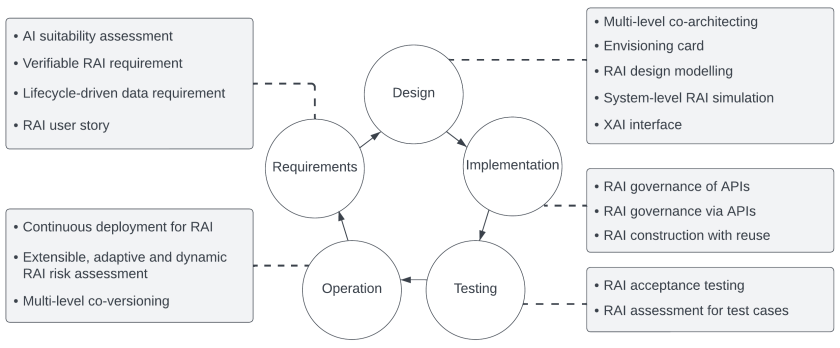 • AI suitability assessment
• Verifiable RAI requirement
• Lifecycle-driven data requirement
• RAI user story
Design
• Multi-level co-architecting
• Envisioning card
• RAI design modelling
• System-level RAI simulation
• XAI interface
Requirements
Implementation
• RAI governance of APIs
• RAI governance via APIs
• RAI construction with reuse
• Continuous deployment for RAI
• Extensible, adaptive and dynamic
RAI risk assessment
• Multi-level co-versioning
Operation
Testing
• RAI acceptance testing
• RAI assessment for test cases